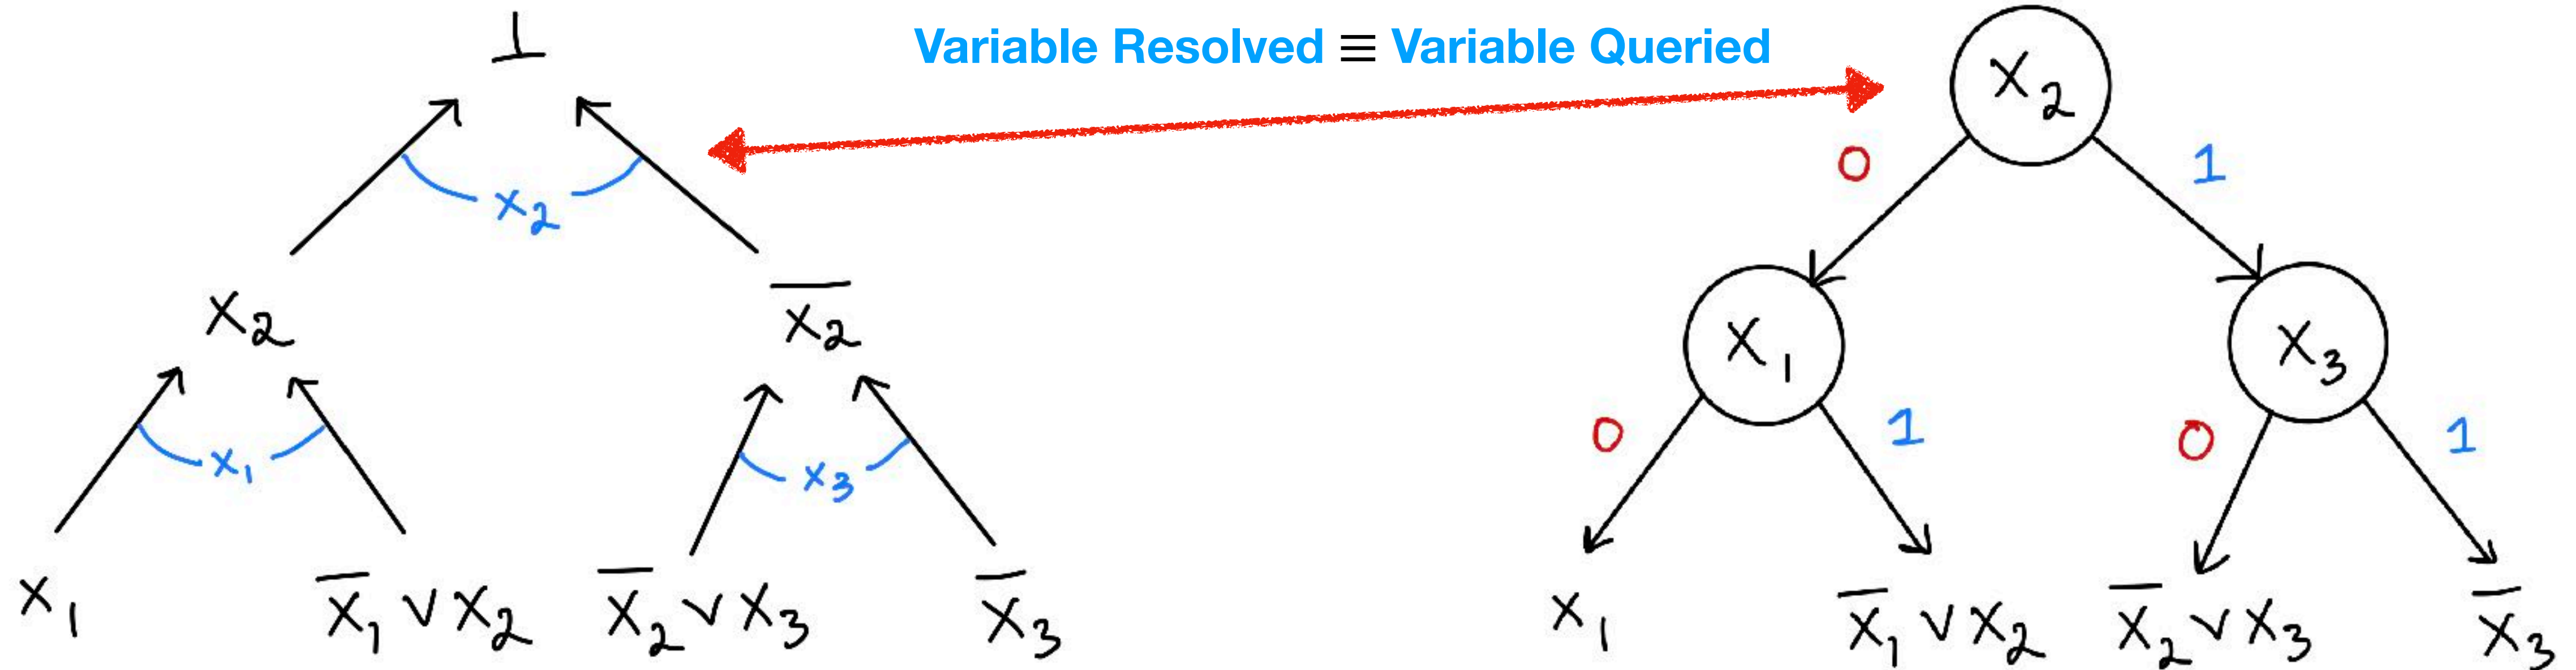 ⊥
Variable Resolved ≡ Variable Queried
x₂
0
1
x₂
x₂
x̅₂
x₁
x₃
x₁
x₃
0
1
0
1
x₁
x̅₁ ∨ x₂
x̅₂ ∨ x₃
x̅₃
x₁
x̅₁ ∨ x₂
x̅₂ ∨ x₃
x̅₃